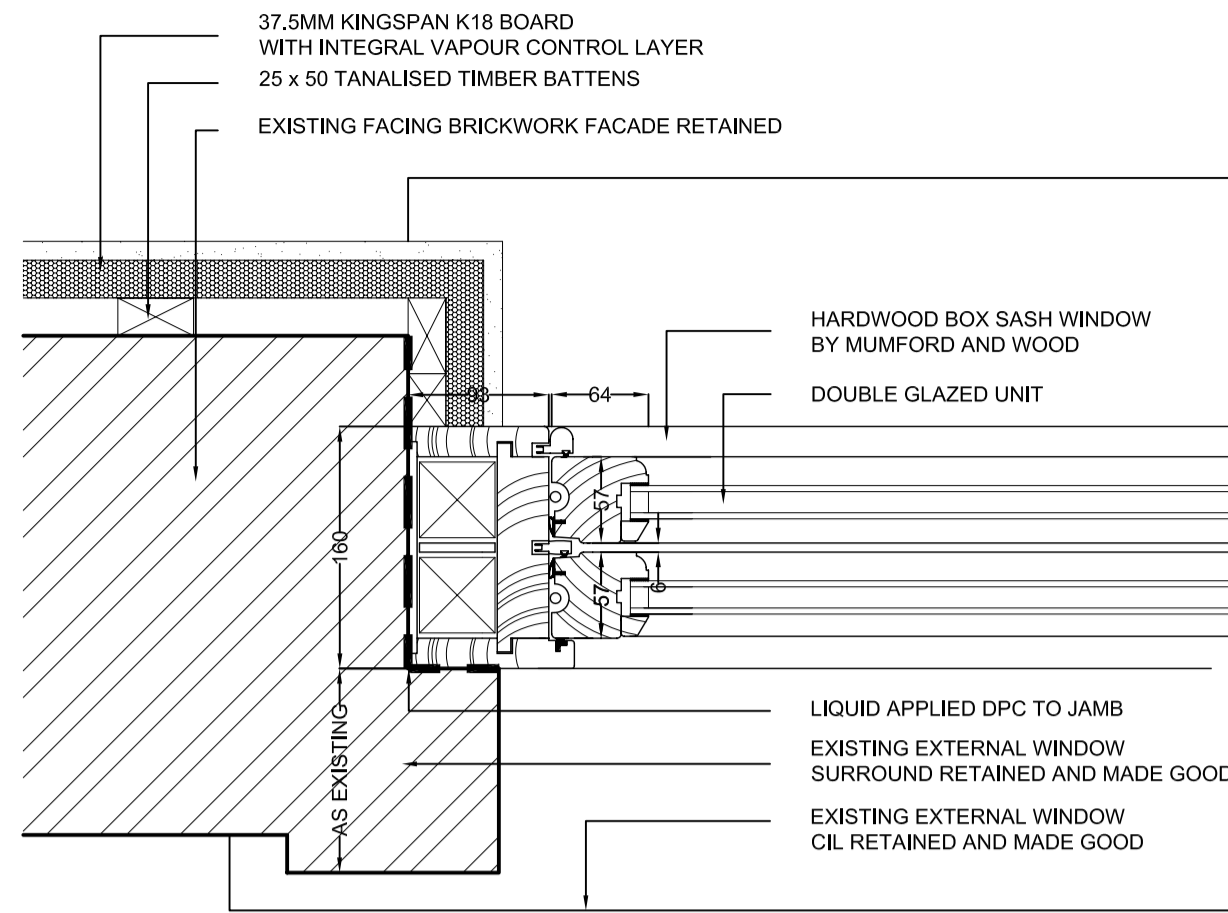 37.5MM KINGSPAN K18 BOARD
WITH INTEGRAL VAPOUR CONTROL LAYER
25 x 50 TANALISED TIMBER BATTENS
EXISTING FACING BRICKWORK FACADE RETAINED
HARDWOOD BOX SASH WINDOW
BY MUMFORD AND WOOD
DOUBLE GLAZED UNIT
93
64
57
160
57
6
AS EXISTING
LIQUID APPLIED DPC TO JAMB
EXISTING EXTERNAL WINDOW
SURROUND RETAINED AND MADE GOOD
EXISTING EXTERNAL WINDOW
CIL RETAINED AND MADE GOOD